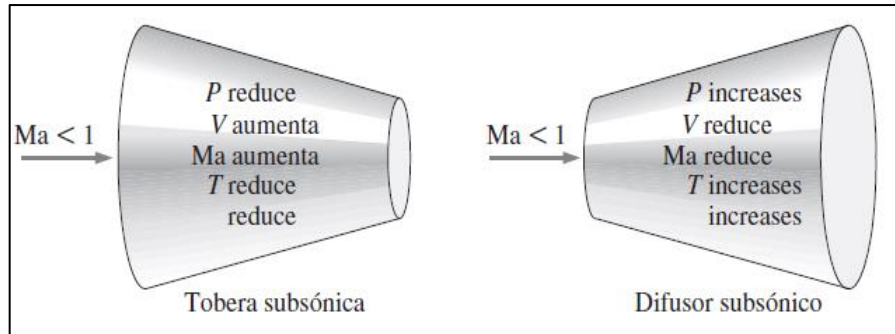 Ma < 1
P reduce
V aumenta
Ma aumenta
T reduce
reduce
Tobera subsónica
Ma < 1
P increases
V reduce
Ma reduce
T increases
increases
Difusor subsónico